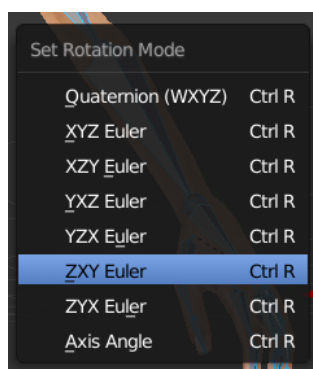 Set Rotation Mode
Quaternion (WXYZ) Ctrl R
XYZ Euler Ctrl R
XZY Euler Ctrl R
YXZ Euler Ctrl R
YZX Euler Ctrl R
ZXY Euler Ctrl R
ZYX Euler Ctrl R
Axis Angle Ctrl R